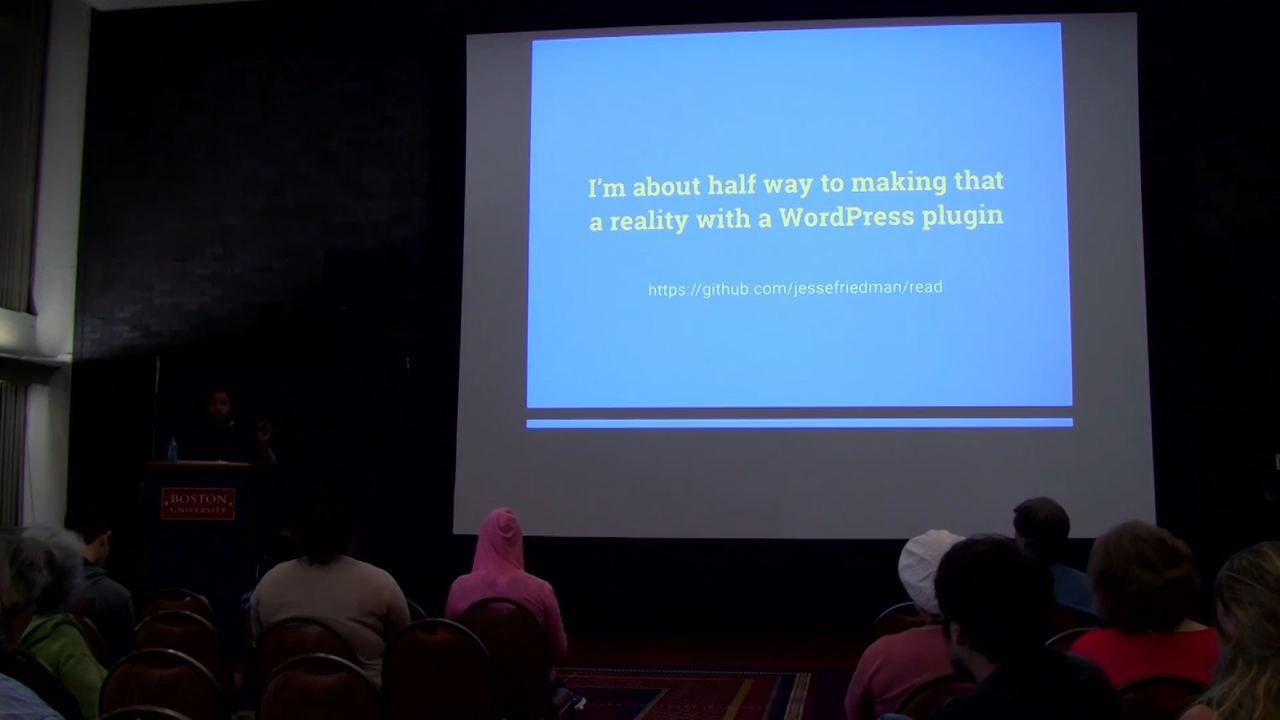 I'm about half way to making that
a reality with a WordPress plugin
https://github.com/jessefriedman/read
BOSTON
UNIVERSITY